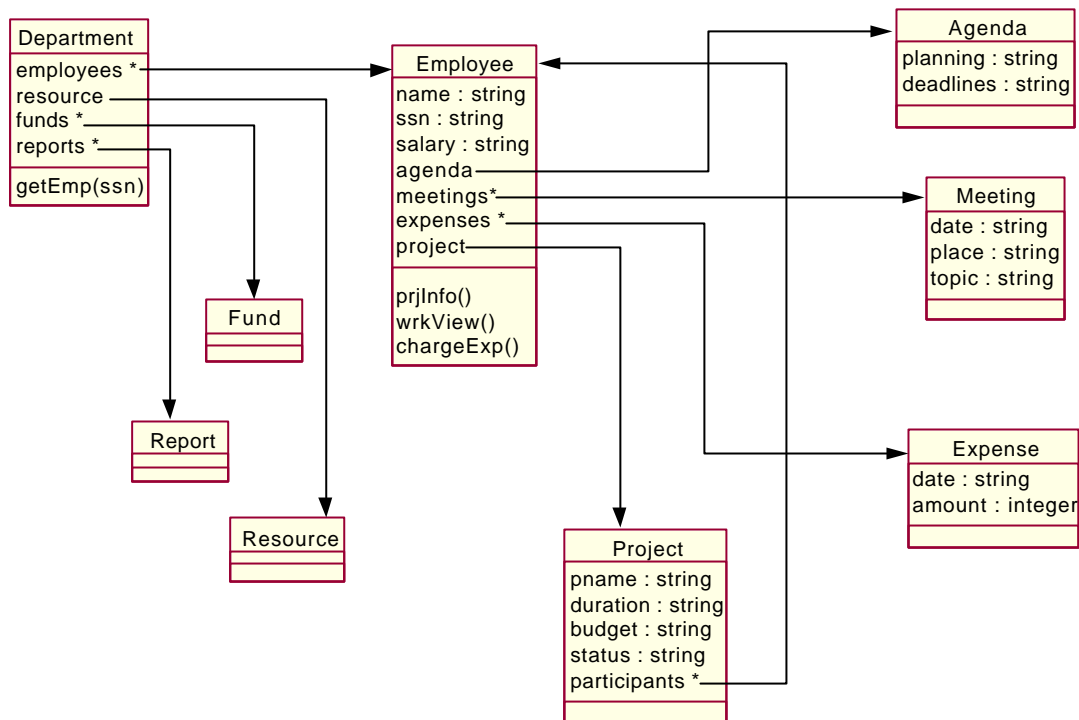 Department
employees *
resource
funds *
reports *
getEmp(ssn)
Employee
name : string
ssn : string
salary : string
agenda
meetings*
expenses *
project
prjInfo()
wrkView()
chargeExp()
Agenda
planning : string
deadlines : string
Meeting
date : string
place : string
topic : string
Fund
Report
Resource
Expense
date : string
amount : integer
Project
pname : string
duration : string
budget : string
status : string
participants *